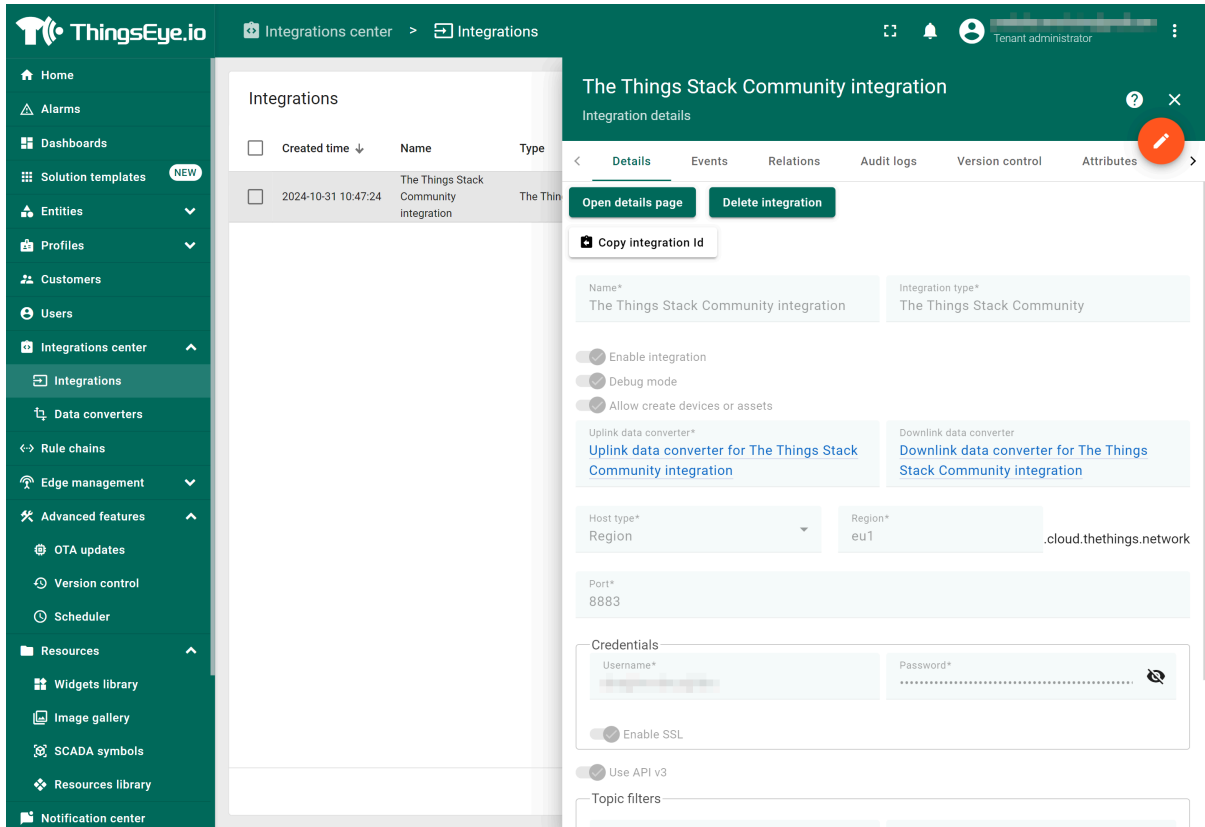 ThingsEye.io
Integrations center > Integrations
Tenant administrator
Home
Alarms
Dashboards
Solution templates NEW
Entities
Profiles
Customers
Users
Integrations center
Integrations
Data converters
Rule chains
Edge management
Advanced features
OTA updates
Version control
Scheduler
Resources
Widgets library
Image gallery
SCADA symbols
Resources library
Notification center
Integrations
Created time Name Type
2024-10-31 10:47:24 The Things Stack Community integration The Thin
The Things Stack Community integration
Integration details
Details Events Relations Audit logs Version control Attributes
Open details page Delete integration
Copy integration Id
Name* Integration type*
The Things Stack Community integration The Things Stack Community
Enable integration
Debug mode
Allow create devices or assets
Uplink data converter* Downlink data converter
Uplink data converter for The Things Stack Downlink data converter for The Things
Community integration Stack Community integration
Host type* Region*
Region eu1 .cloud.thethings.network
Port*
8883
Credentials
Username* Password*
Enable SSL
Use API v3
Topic filters